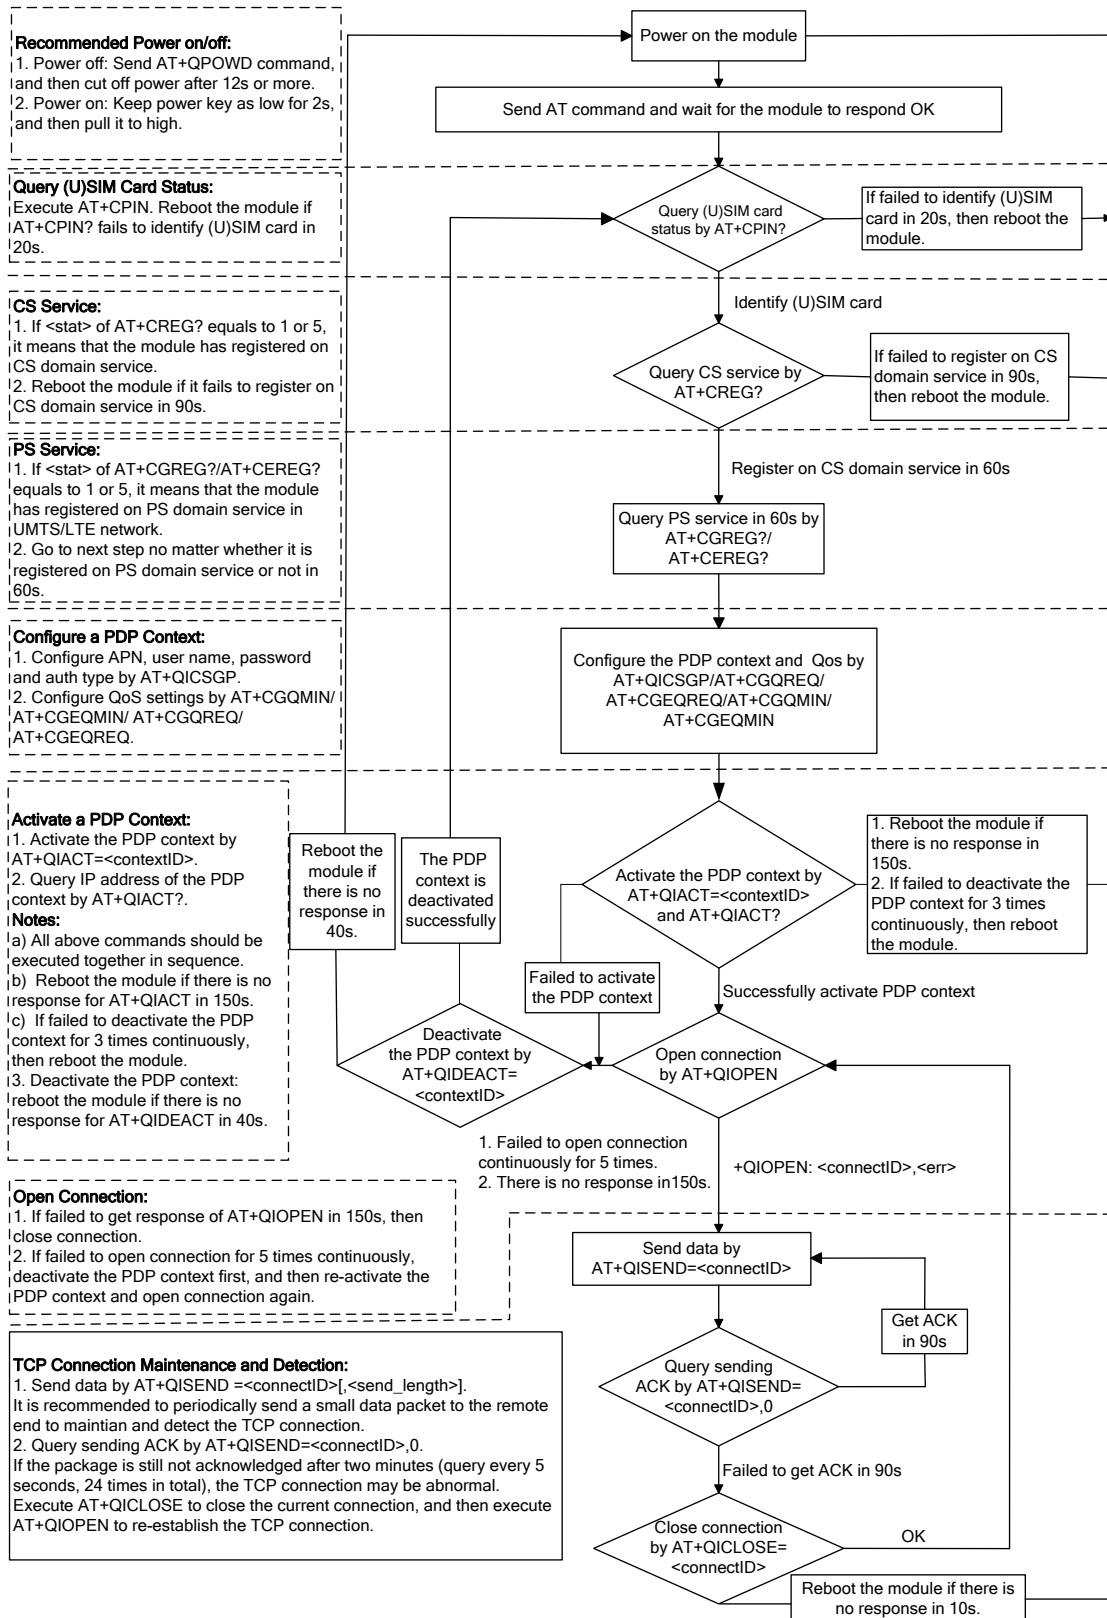 Recommended Power on/off:
1. Power off: Send AT+QPOWD command,
and then cut off power after 12s or more.
2. Power on: Keep power key as low for 2s,
and then pull it to high.
Power on the module
Send AT command and wait for the module to respond OK
Query (U)SIM Card Status:
Execute AT+CPIN. Reboot the module if
AT+CPIN? fails to identify (U)SIM card in
20s.
Query (U)SIM card
status by AT+CPIN?
If failed to identify (U)SIM
card in 20s, then reboot the
module.
Identify (U)SIM card
CS Service:
1. If <stat> of AT+CREG? equals to 1 or 5,
it means that the module has registered on
CS domain service.
2. Reboot the module if it fails to register on
CS domain service in 90s.
Query CS service by
AT+CREG?
If failed to register on CS
domain service in 90s,
then reboot the module.
Register on CS domain service in 60s
PS Service:
1. If <stat> of AT+CGREG?/AT+CEREG?
equals to 1 or 5, it means that the module
has registered on PS domain service in
UMTS/LTE network.
2. Go to next step no matter whether it is
registered on PS domain service or not in
60s.
Query PS service in 60s by
AT+CGREG?/
AT+CEREG?
Configure a PDP Context:
1. Configure APN, user name, password
and auth type by AT+QICSGP.
2. Configure QoS settings by AT+CGQMIN/
AT+CGEQMIN/ AT+CGQREQ/
AT+CGEQREQ.
Configure the PDP context and Qos by
AT+QICSGP/AT+CGQREQ/
AT+CGEQREQ/AT+CGQMIN/
AT+CGEQMIN
Activate a PDP Context:
1. Activate the PDP context by
AT+QIACT=<contextID>.
2. Query IP address of the PDP
context by AT+QIACT?.
Notes:
a) All above commands should be
executed together in sequence.
b) Reboot the module if there is no
response for AT+QIACT in 150s.
c) If failed to deactivate the PDP
context for 3 times continuously,
then reboot the module.
3. Deactivate the PDP context:
reboot the module if there is no
response for AT+QIDEACT in 40s.
Reboot the
module if
there is no
response in
40s.
The PDP
context is
deactivated
successfully
Activate the PDP context by
AT+QIACT=<contextID>
and AT+QIACT?
1. Reboot the module if
there is no response in
150s.
2. If failed to deactivate the
PDP context for 3 times
continuously, then reboot
the module.
Failed to activate
the PDP context
Successfully activate PDP context
Deactivate
the PDP context by
AT+QIDEACT=
<contextID>
Open connection
by AT+QIOPEN
1. Failed to open connection
continuously for 5 times.
2. There is no response in150s.
+QIOPEN: <connectID>,<err>
Open Connection:
1. If failed to get response of AT+QIOPEN in 150s, then
close connection.
2. If failed to open connection for 5 times continuously,
deactivate the PDP context first, and then re-activate the
PDP context and open connection again.
Send data by
AT+QISEND=<connectID>
Get ACK
in 90s
TCP Connection Maintenance and Detection:
1. Send data by AT+QISEND =<connectID>[,<send_length>].
It is recommended to periodically send a small data packet to the remote
end to maintian and detect the TCP connection.
2. Query sending ACK by AT+QISEND=<connectID>,0.
If the package is still not acknowledged after two minutes (query every 5
seconds, 24 times in total), the TCP connection may be abnormal.
Execute AT+QICLOSE to close the current connection, and then execute
AT+QIOPEN to re-establish the TCP connection.
Query sending
ACK by AT+QISEND=
<connectID>,0
Failed to get ACK in 90s
Close connection
by AT+QICLOSE=
<connectID>
OK
Reboot the module if there is
no response in 10s.